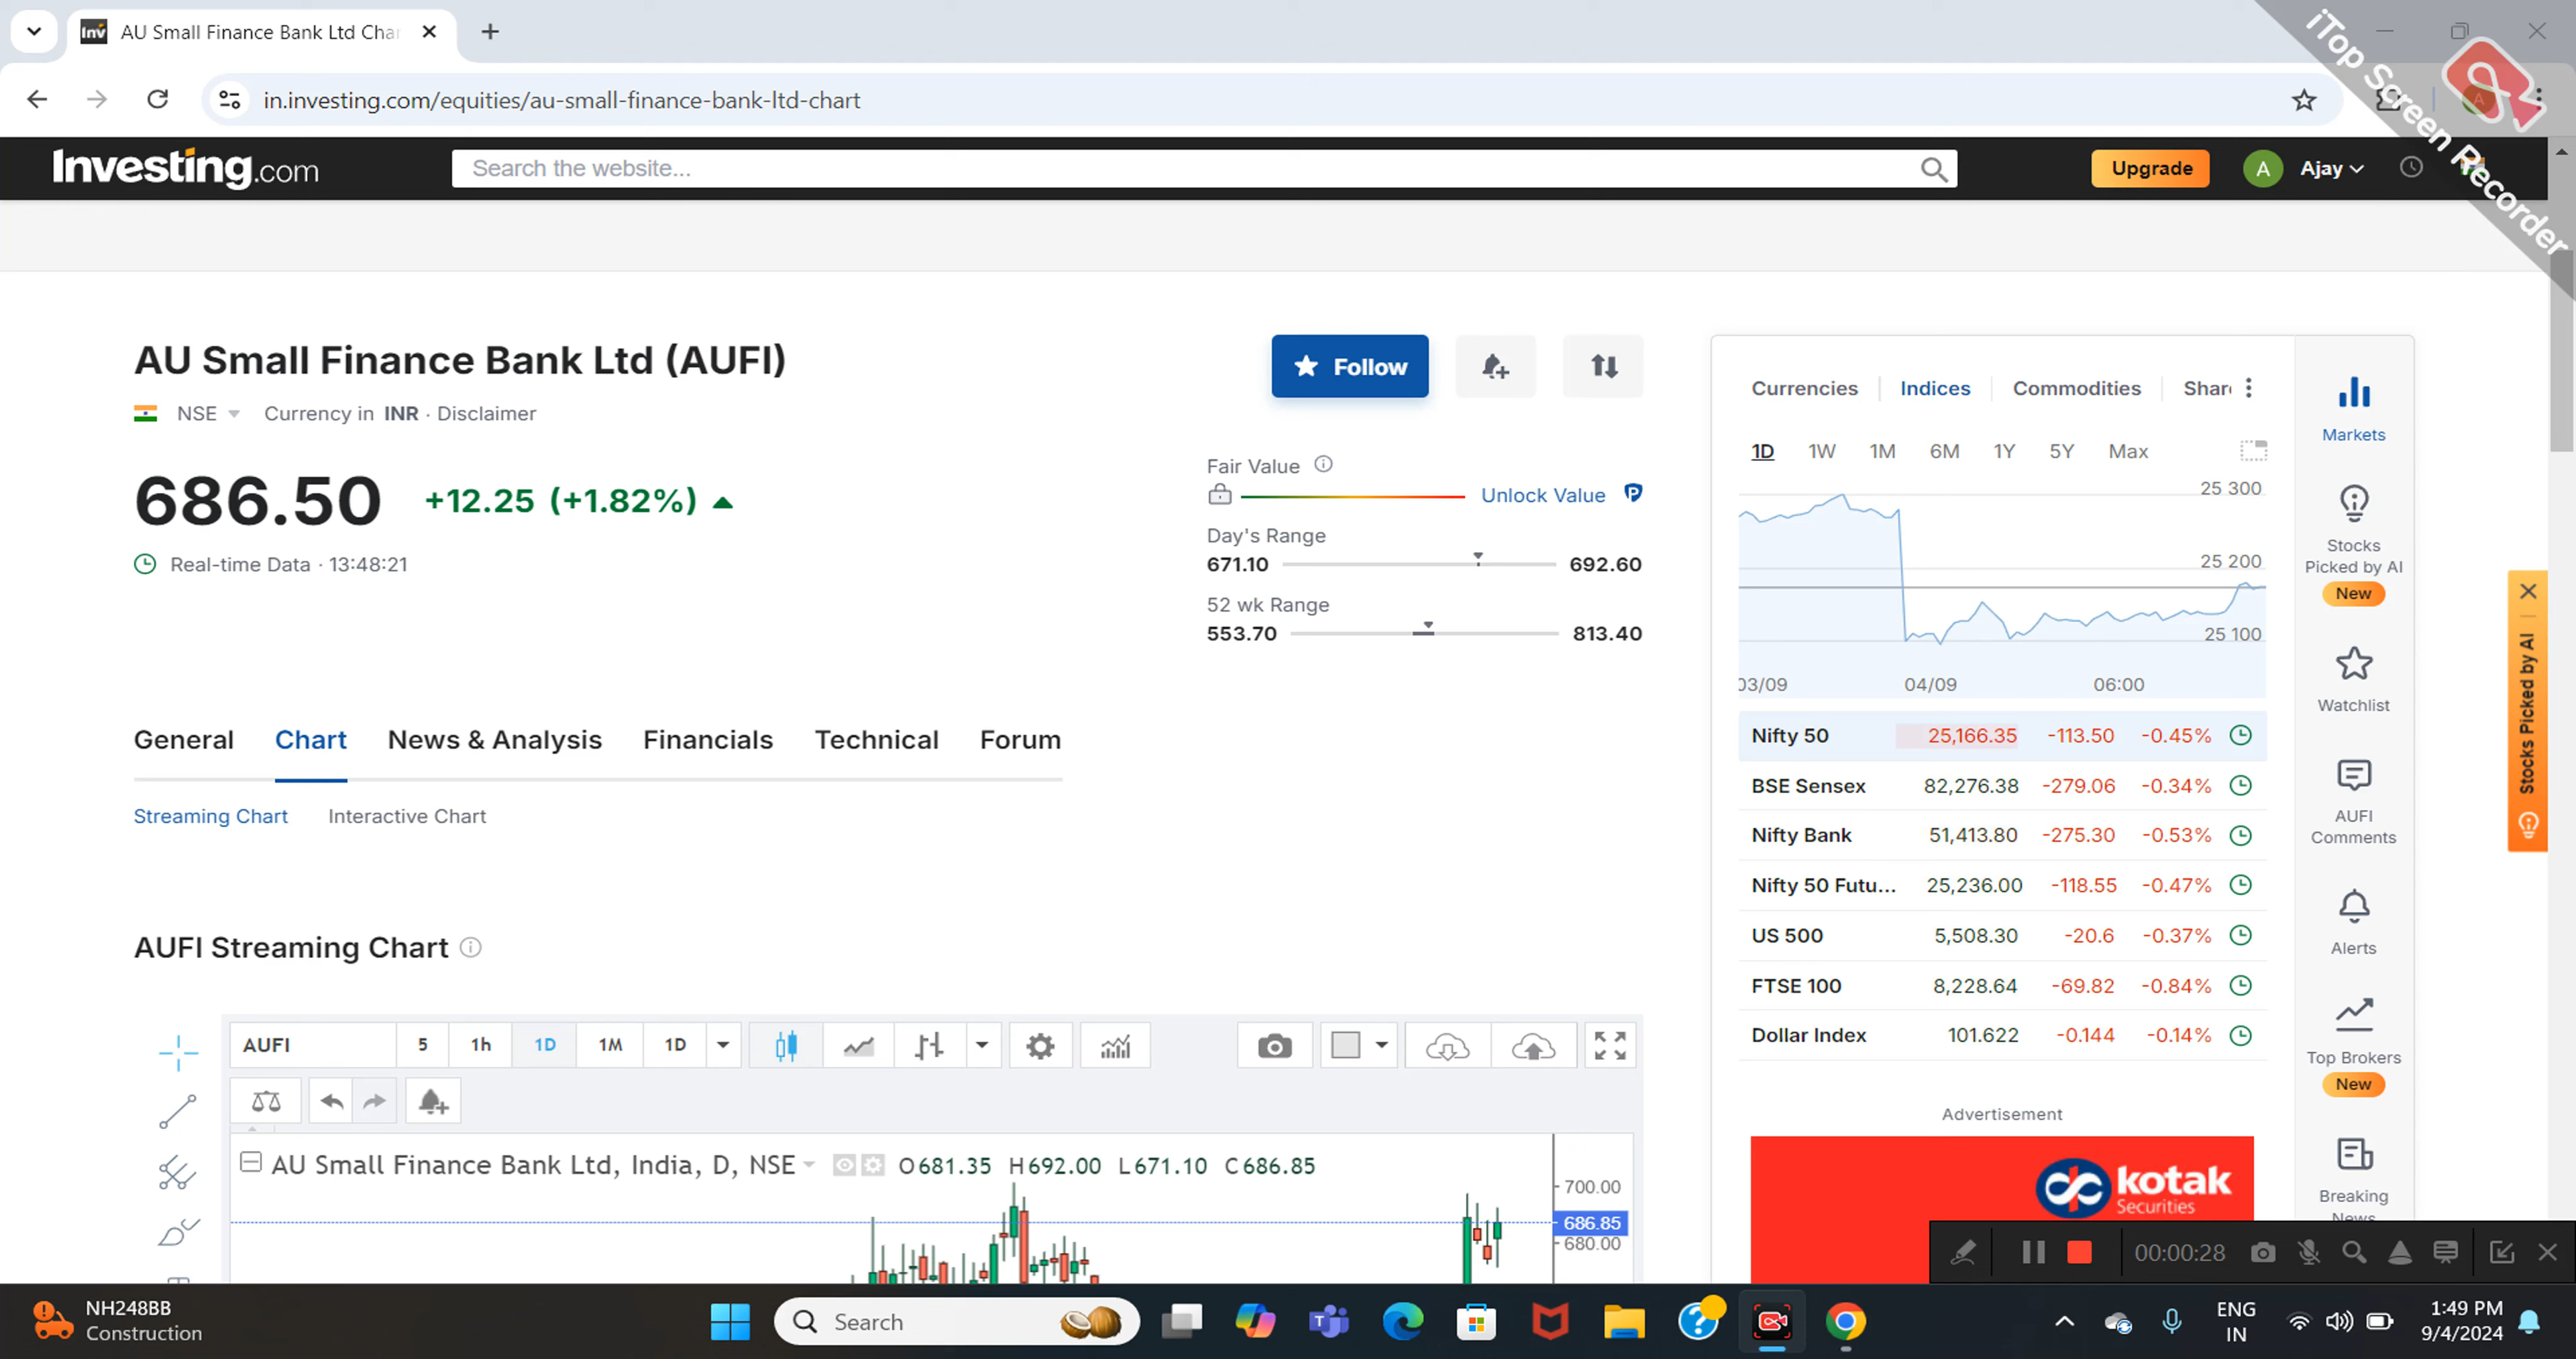 AU Small Finance Bank Ltd Char
in.investing.com/equities/au-small-finance-bank-ltd-chart
iTop Screen Recorder
Investing.com
Search the website...
Upgrade
A
Ajay
AU Small Finance Bank Ltd (AUFI)
NSE
Currency in INR · Disclaimer
686.50
+12.25 (+1.82%)
Real-time Data · 13:48:21
Follow
Fair Value
Unlock Value
Day's Range
671.10
692.60
52 wk Range
553.70
813.40
General
Chart
News & Analysis
Financials
Technical
Forum
Streaming Chart
Interactive Chart
AUFI Streaming Chart
AUFI
5
1h
1D
1M
1D
AU Small Finance Bank Ltd, India, D, NSE
O681.35 H692.00 L671.10 C686.85
700.00
686.85
680.00
Currencies
Indices
Commodities
Share
1D
1W
1M
6M
1Y
5Y
Max
25 300
25 200
25 100
03/09
04/09
06:00
Nifty 50 25,166.35 -113.50 -0.45%
BSE Sensex 82,276.38 -279.06 -0.34%
Nifty Bank 51,413.80 -275.30 -0.53%
Nifty 50 Futu... 25,236.00 -118.55 -0.47%
US 500 5,508.30 -20.6 -0.37%
FTSE 100 8,228.64 -69.82 -0.84%
Dollar Index 101.622 -0.144 -0.14%
Advertisement
kotak
Securities
Markets
Stocks
Picked by AI
New
Watchlist
AUFI
Comments
Alerts
Top Brokers
New
Breaking
News
Stocks Picked by AI
00:00:28
NH248BB
Construction
Search
ENG
IN
1:49 PM
9/4/2024